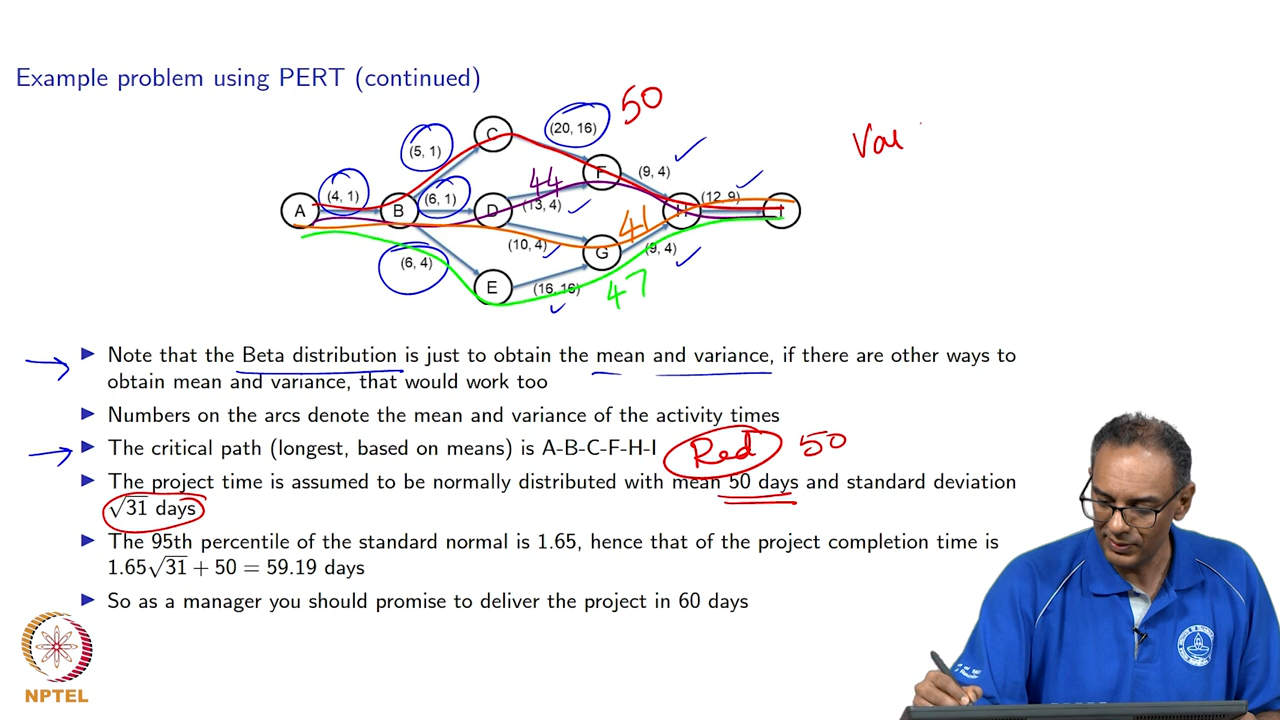 Example problem using PERT (continued)
50
Var
C
(20, 16)
(5, 1)
F
(9, 4)
44
(4, 1)
(6, 1)
(12, 9)
A
B
D
(13, 4)
H
I
41
(10, 4)
G
(9, 4)
(6, 4)
E
(16, 16)
47
Note that the Beta distribution is just to obtain the mean and variance, if there are other ways to
obtain mean and variance, that would work too
Numbers on the arcs denote the mean and variance of the activity times
The critical path (longest, based on means) is A-B-C-F-H-I Red 50
The project time is assumed to be normally distributed with mean 50 days and standard deviation
√31 days
The 95th percentile of the standard normal is 1.65, hence that of the project completion time is
1.65√31 + 50 = 59.19 days
So as a manager you should promise to deliver the project in 60 days
NPTEL